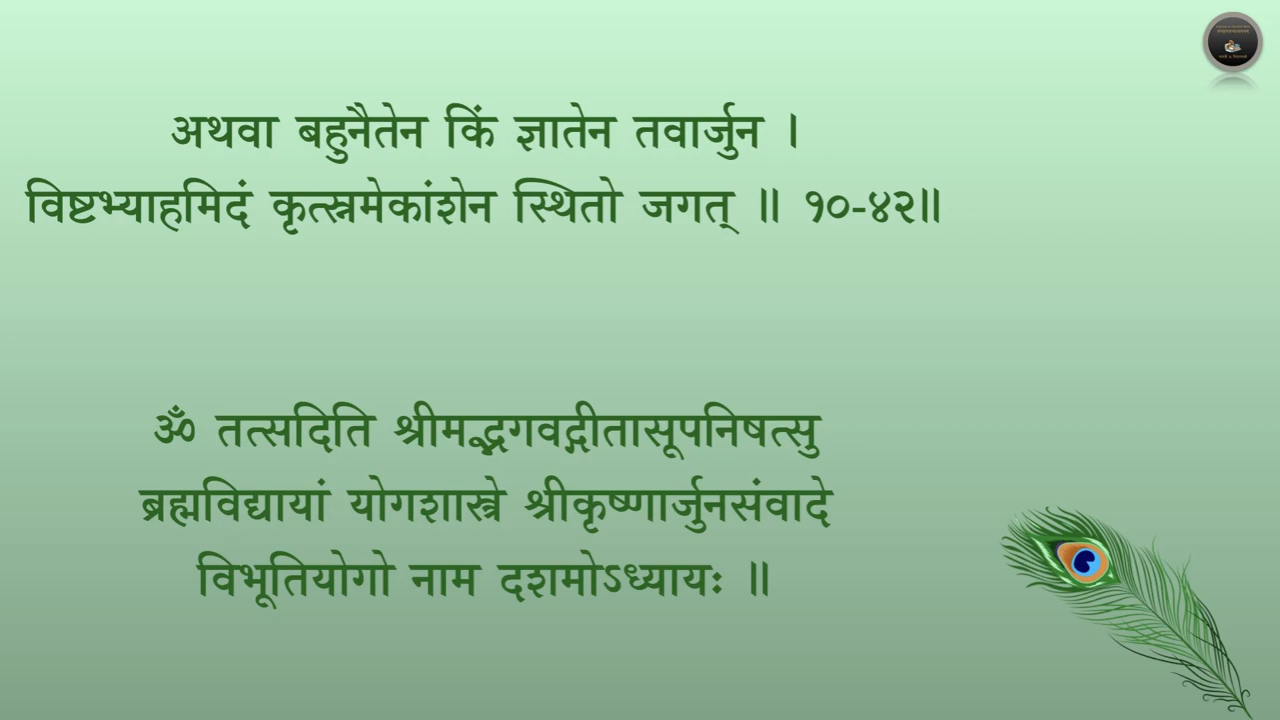 अथवा बहुनैतेन किं ज्ञातेन तवार्जुन ।
विष्टभ्याहमिदं कृत्स्नमेकांशेन स्थितो जगत् ॥ १०-४२॥
ॐ तत्सदिति श्रीमद्भगवद्गीतासूपनिषत्सु
ब्रह्मविद्यायां योगशास्त्रे श्रीकृष्णार्जुनसंवादे
विभूतियोगो नाम दशमोऽध्यायः ॥